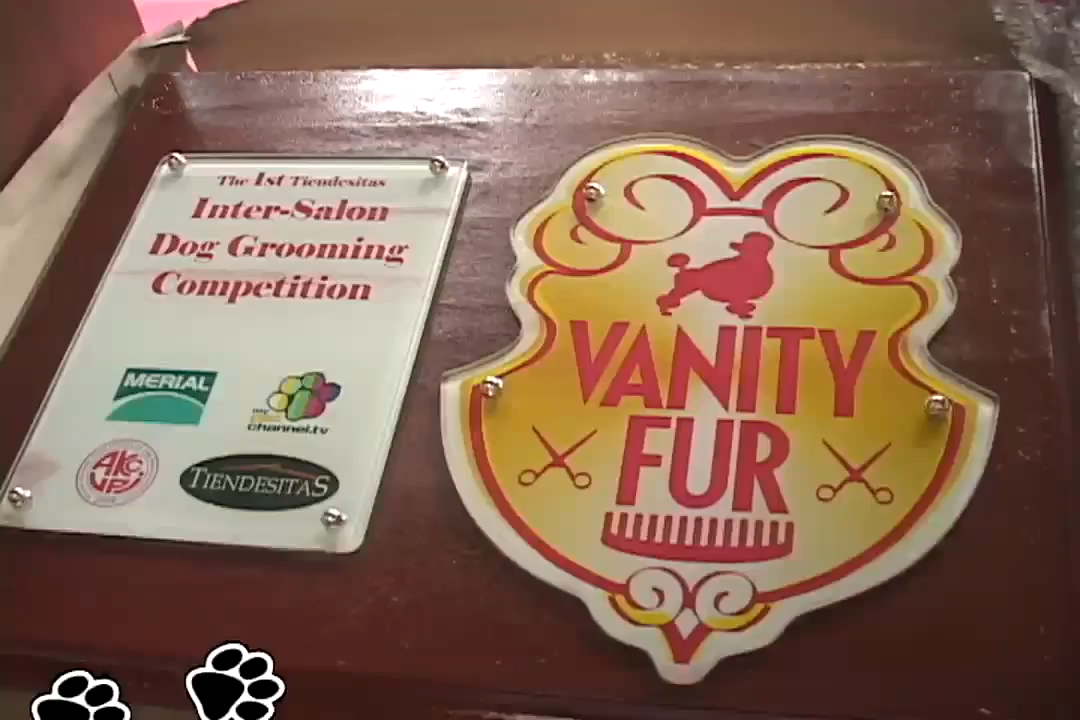 The 1st Tiendesitas
Inter-Salon
Dog Grooming
Competition
MERIAL
channel.tv
TIENDESITAS
VANITY
FUR